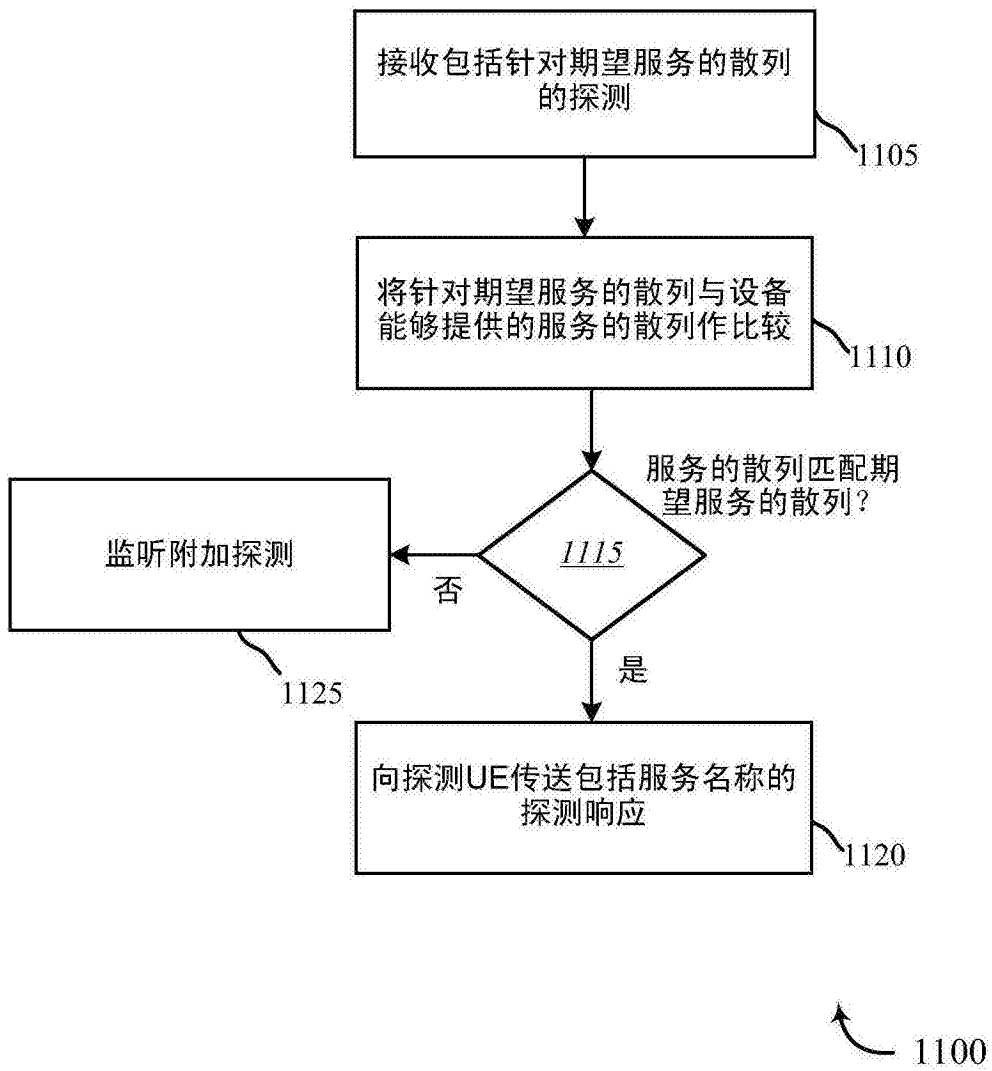 接收包括针对期望服务的散列
的探测
1105
将针对期望服务的散列与设备
能够提供的服务的散列作比较
1110
服务的散列匹配期
望服务的散列？
1115
监听附加探测
否
1125
是
向探测UE传送包括服务名称的
探测响应
1120
1100